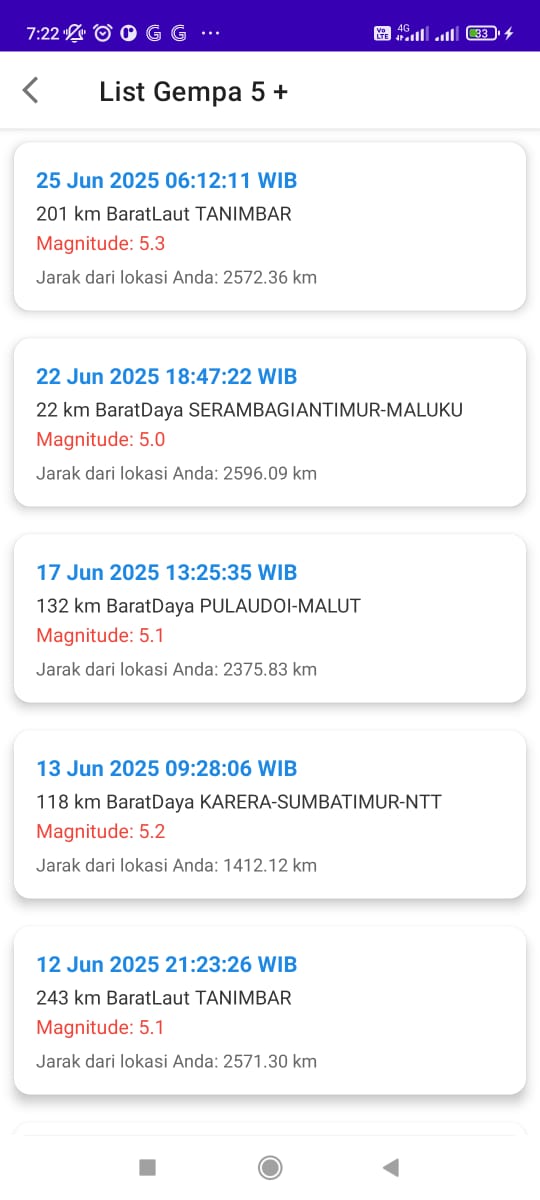 7:22
4G
Vo
LTE
33
List Gempa 5 +
25 Jun 2025 06:12:11 WIB
201 km BaratLaut TANIMBAR
Magnitude: 5.3
Jarak dari lokasi Anda: 2572.36 km
22 Jun 2025 18:47:22 WIB
22 km BaratDaya SERAMBAGIANTIMUR-MALUKU
Magnitude: 5.0
Jarak dari lokasi Anda: 2596.09 km
17 Jun 2025 13:25:35 WIB
132 km BaratDaya PULAUDOI-MALUT
Magnitude: 5.1
Jarak dari lokasi Anda: 2375.83 km
13 Jun 2025 09:28:06 WIB
118 km BaratDaya KARERA-SUMBATIMUR-NTT
Magnitude: 5.2
Jarak dari lokasi Anda: 1412.12 km
12 Jun 2025 21:23:26 WIB
243 km BaratLaut TANIMBAR
Magnitude: 5.1
Jarak dari lokasi Anda: 2571.30 km